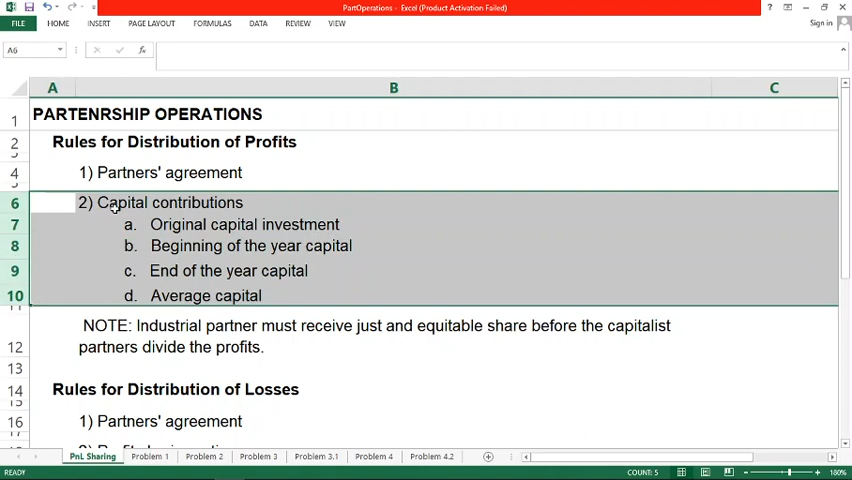 PartOperations - Excel (Product Activation Failed)
FILE HOME INSERT PAGE LAYOUT FORMULAS DATA REVIEW VIEW Sign in
A6 fx
A B C
1 PARTENRSHIP OPERATIONS
2 Rules for Distribution of Profits
4 1) Partners' agreement
6 2) Capital contributions
7 a. Original capital investment
8 b. Beginning of the year capital
9 c. End of the year capital
10 d. Average capital
NOTE: Industrial partner must receive just and equitable share before the capitalist
12 partners divide the profits.
13
14 Rules for Distribution of Losses
16 1) Partners' agreement
PnL Sharing Problem 1 Problem 2 Problem 3 Problem 3.1 Problem 4 Problem 4.2
READY COUNT: 5 180%